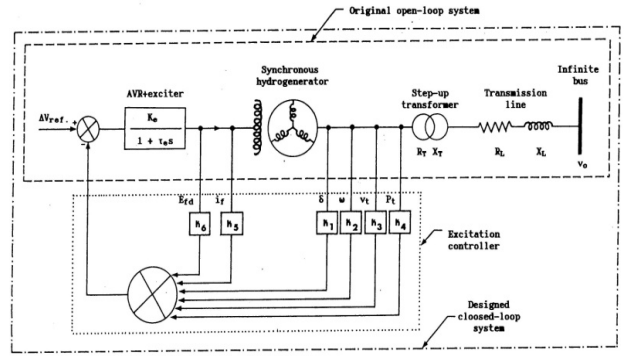 Original open-loop system
Infinite
bus
Synchronous
hydrogenerator
Step-up
transformer
Transmission
line
AVR+exciter
ΔVref. +
-
Ke
1 + τes
RT XT
RL
XL
vo
Efd if
δ ω vt Pt
K6 K5 K1 K2 K3 K4
Excitation
controller
Designed
cloosed-loop
system